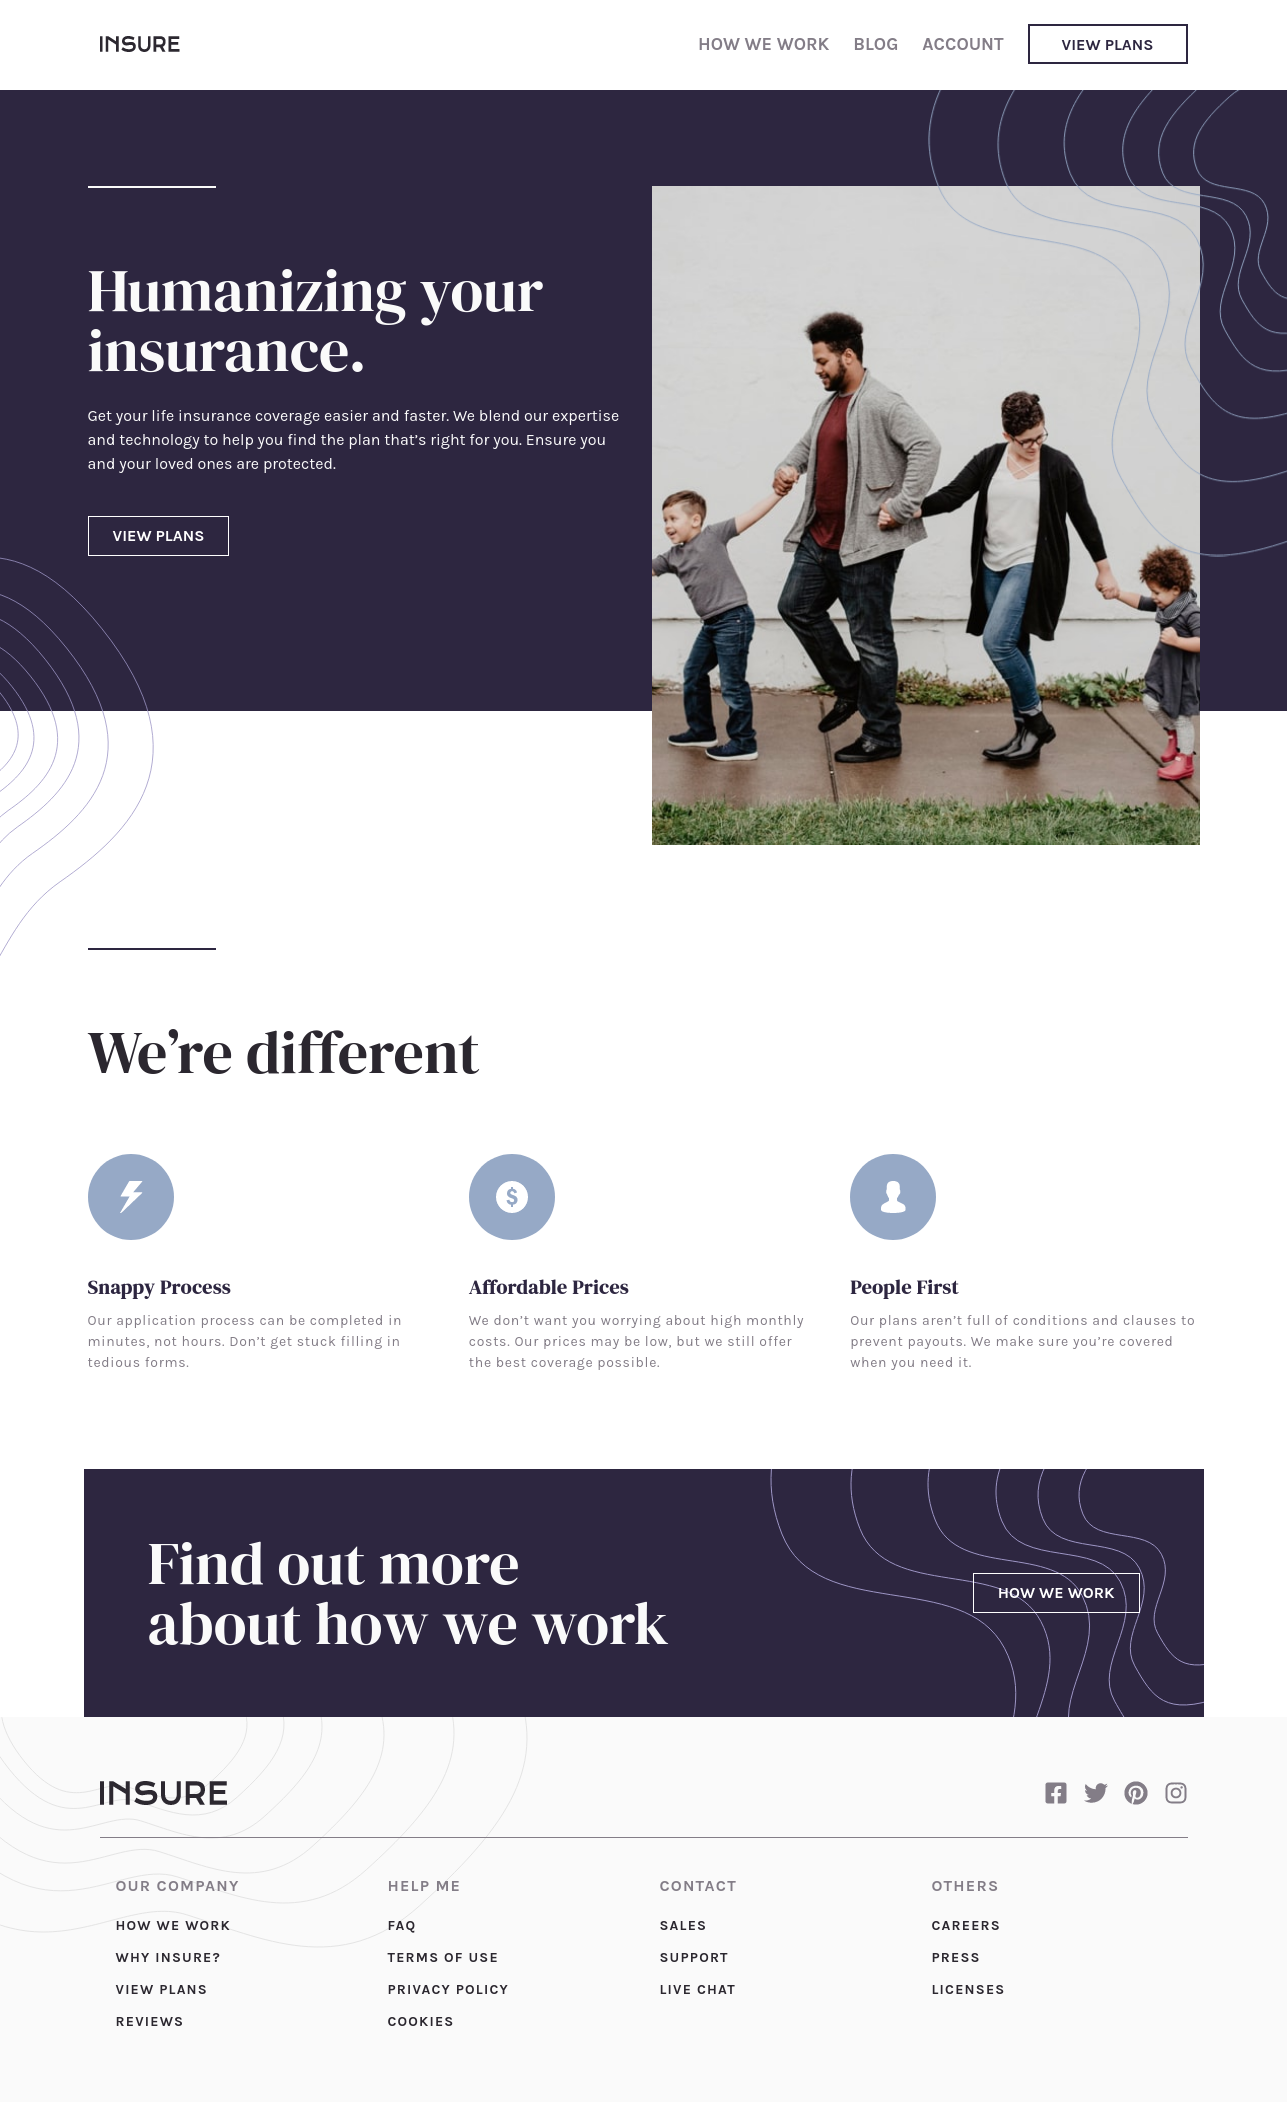 INSURE
HOW WE WORK BLOG ACCOUNT VIEW PLANS
Humanizing your
insurance.
Get your life insurance coverage easier and faster. We blend our expertise
and technology to help you find the plan that’s right for you. Ensure you
and your loved ones are protected.
VIEW PLANS
We’re different
Snappy Process
Our application process can be completed in
minutes, not hours. Don’t get stuck filling in
tedious forms.
Affordable Prices
We don’t want you worrying about high monthly
costs. Our prices may be low, but we still offer
the best coverage possible.
People First
Our plans aren’t full of conditions and clauses to
prevent payouts. We make sure you’re covered
when you need it.
Find out more
about how we work
HOW WE WORK
INSURE
OUR COMPANY
HOW WE WORK
WHY INSURE?
VIEW PLANS
REVIEWS
HELP ME
FAQ
TERMS OF USE
PRIVACY POLICY
COOKIES
CONTACT
SALES
SUPPORT
LIVE CHAT
OTHERS
CAREERS
PRESS
LICENSES